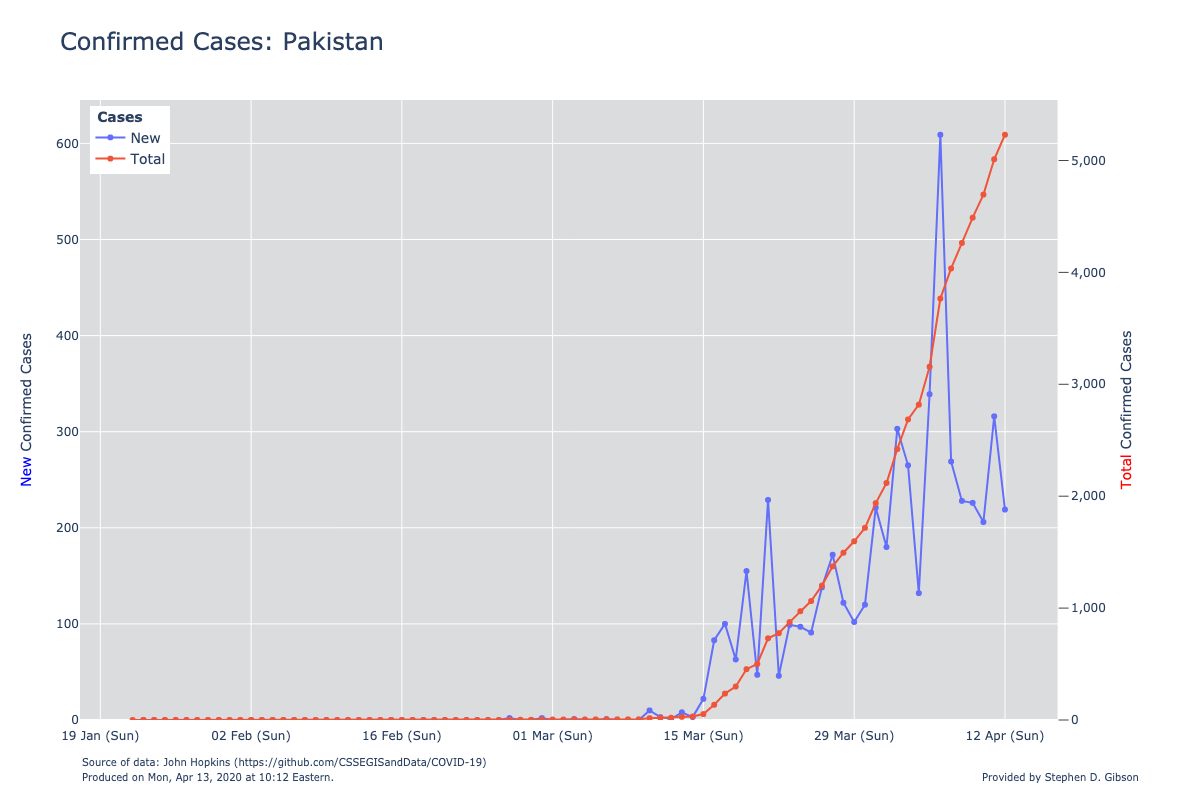 Confirmed Cases: Pakistan
Cases
New
Total
600
500
400
300
200
100
0
5,000
4,000
3,000
2,000
1,000
0
New Confirmed Cases
Total Confirmed Cases
19 Jan (Sun)
02 Feb (Sun)
16 Feb (Sun)
01 Mar (Sun)
15 Mar (Sun)
29 Mar (Sun)
12 Apr (Sun)
Source of data: John Hopkins (https://github.com/CSSEGISandData/COVID-19)
Produced on Mon, Apr 13, 2020 at 10:12 Eastern.
Provided by Stephen D. Gibson